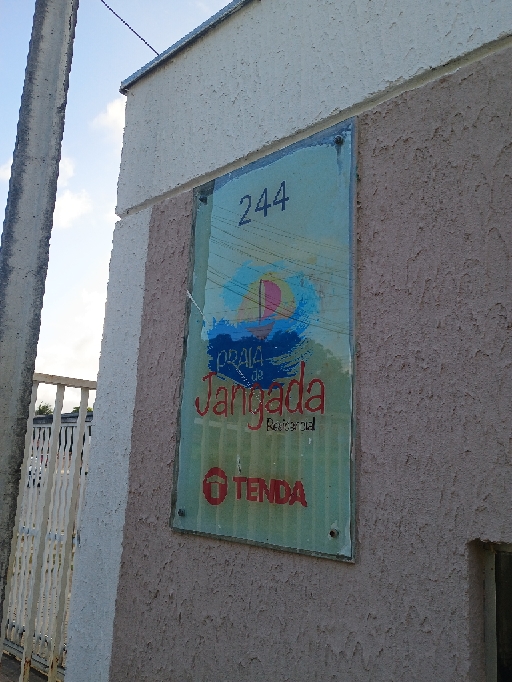 244
PRAIA
da
Jangada
Residencial
TENDA